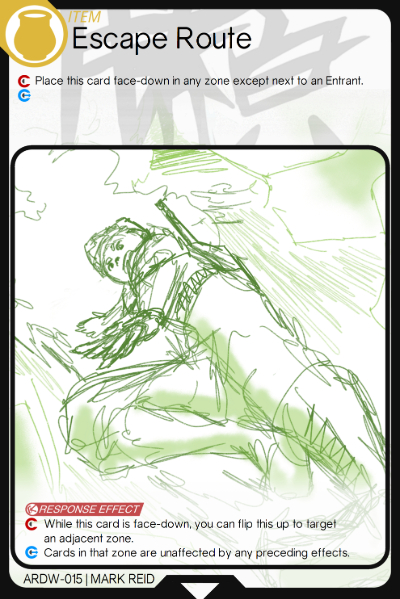 ITEM
Escape Route
C Place this card face-down in any zone except next to an Entrant.
RESPONSE EFFECT
C While this card is face-down, you can flip this up to target
an adjacent zone.
Cards in that zone are unaffected by any preceding effects.
ARDW-015 | MARK REID